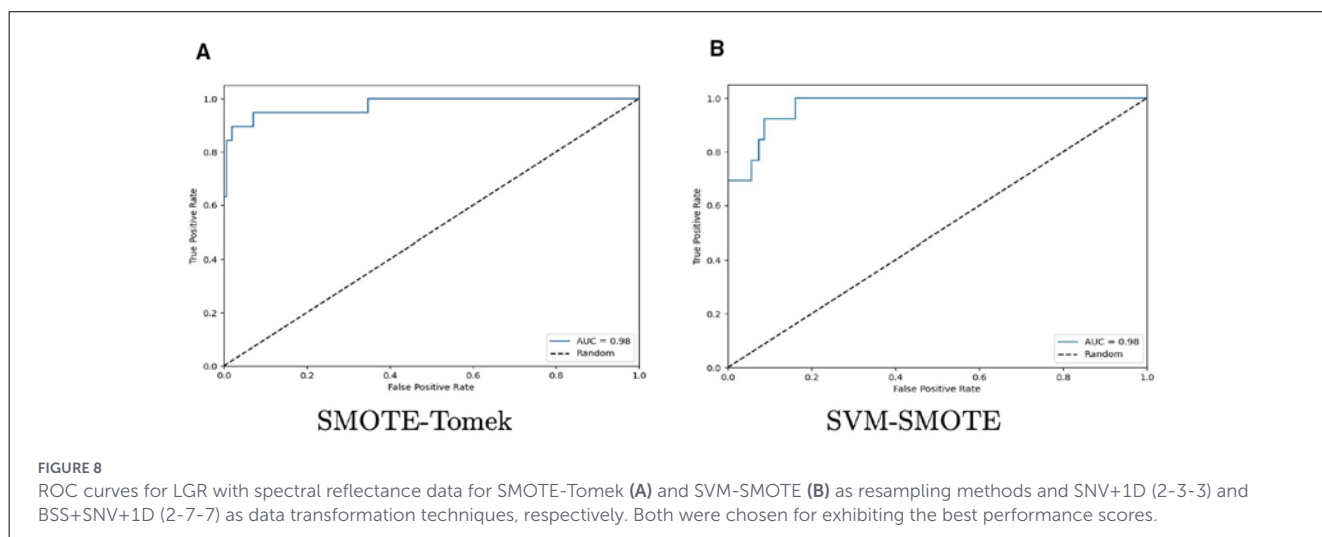 A
B
1.0
0.8
0.6
0.4
0.2
0.0
True Positive Rate
0.0 0.2 0.4 0.6 0.8 1.0
False Positive Rate
AUC = 0.98
Random
SMOTE-Tomek
1.0
0.8
0.6
0.4
0.2
0.0
True Positive Rate
0.0 0.2 0.4 0.6 0.8 1.0
False Positive Rate
AUC = 0.98
Random
SVM-SMOTE
FIGURE 8
ROC curves for LGR with spectral reflectance data for SMOTE-Tomek (A) and SVM-SMOTE (B) as resampling methods and SNV+1D (2-3-3) and
BSS+SNV+1D (2-7-7) as data transformation techniques, respectively. Both were chosen for exhibiting the best performance scores.